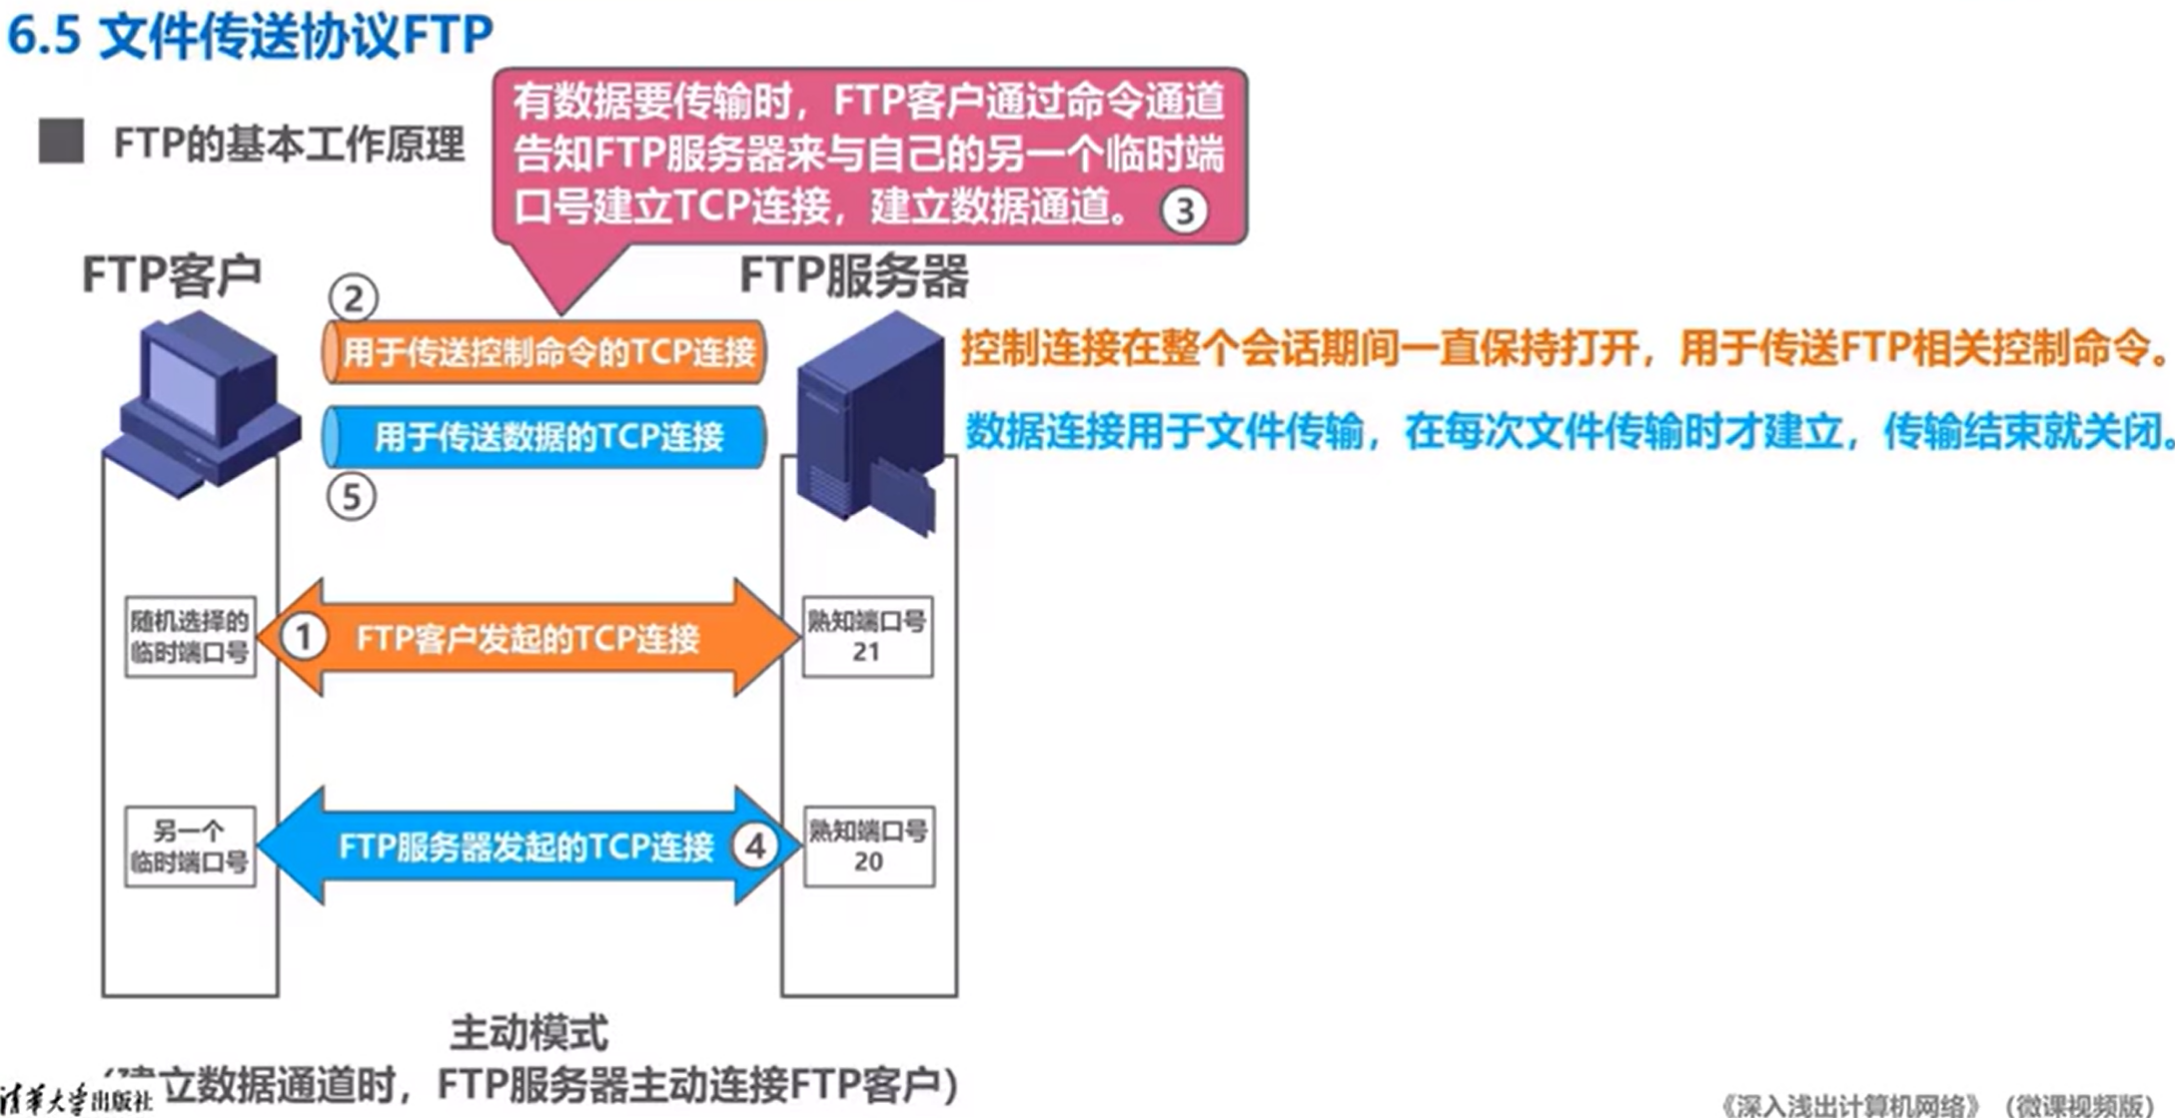 6.5 文件传送协议FTP
FTP的基本工作原理
有数据要传输时，FTP客户通过命令通道
告知FTP服务器来与自己的另一个临时端
口号建立TCP连接，建立数据通道。 ③
FTP客户
FTP服务器
②
用于传送控制命令的TCP连接
控制连接在整个会话期间一直保持打开，用于传送FTP相关控制命令。
用于传送数据的TCP连接
数据连接用于文件传输，在每次文件传输时才建立，传输结束就关闭。
⑤
随机选择的
临时端口号
① FTP客户发起的TCP连接
熟知端口号
21
另一个
临时端口号
FTP服务器发起的TCP连接 ④
熟知端口号
20
主动模式
（建立数据通道时，FTP服务器主动连接FTP客户）
清华大学出版社
《深入浅出计算机网络》（微课视频版）